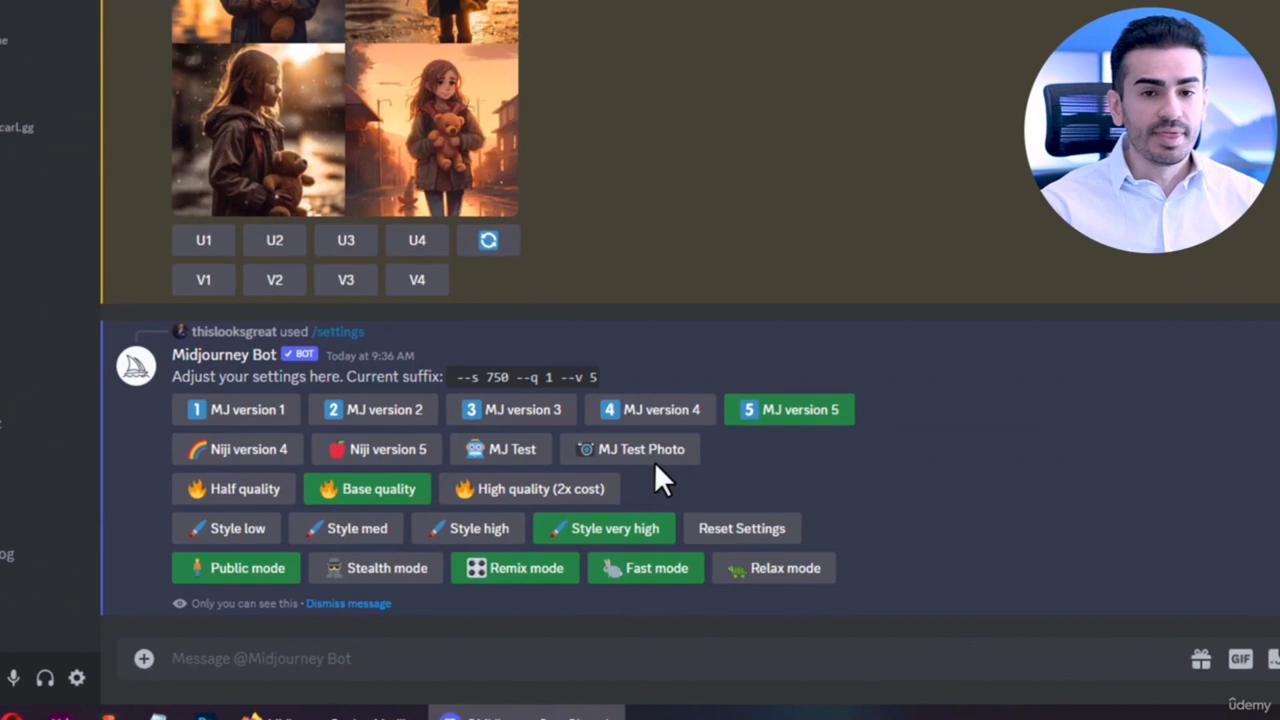 carl.gg
U1 U2 U3 U4
V1 V2 V3 V4
thislooksgreat used /settings
Midjourney Bot ✓ BOT Today at 9:36 AM
Adjust your settings here. Current suffix: --s 750 --q 1 --v 5
1 MJ version 1 2 MJ version 2 3 MJ version 3 4 MJ version 4 5 MJ version 5
Niji version 4 Niji version 5 MJ Test MJ Test Photo
Half quality Base quality High quality (2x cost)
Style low Style med Style high Style very high Reset Settings
Public mode Stealth mode Remix mode Fast mode Relax mode
Only you can see this • Dismiss message
og
Message @Midjourney Bot
GIF
ûdemy